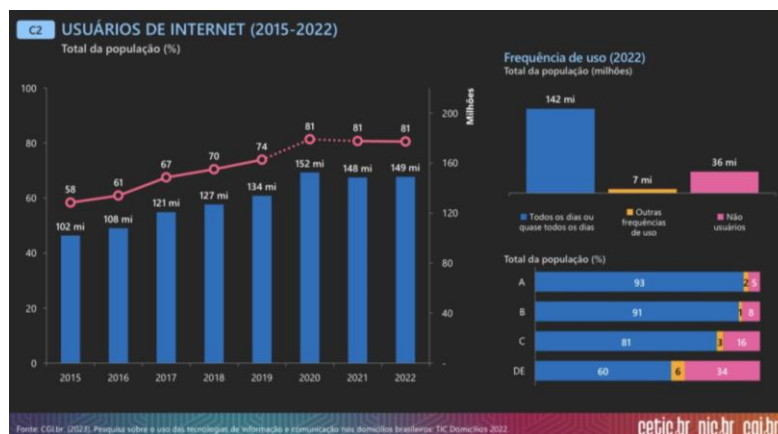 C2 USUÁRIOS DE INTERNET (2015-2022)
Total da população (%)
100
80
60
40
20
0
58
61
67
70
74
81
81
81
102 mi
108 mi
121 mi
127 mi
134 mi
152 mi
148 mi
149 mi
2015 2016 2017 2018 2019 2020 2021 2022
Milhões
200
160
120
80
40
-
Frequência de uso (2022)
Total da população (milhões)
142 mi
7 mi
36 mi
Todos os dias ou
quase todos os dias
Outras
frequências
de uso
Não
usuários
Total da população (%)
A 93 2 5
B 91 1 8
C 81 3 16
DE 60 6 34
Fonte: CGI.br. (2023). Pesquisa sobre o uso das tecnologias de informação e comunicação nos domicílios brasileiros: TIC Domicílios 2022.
cetic.br nic.br cgi.br